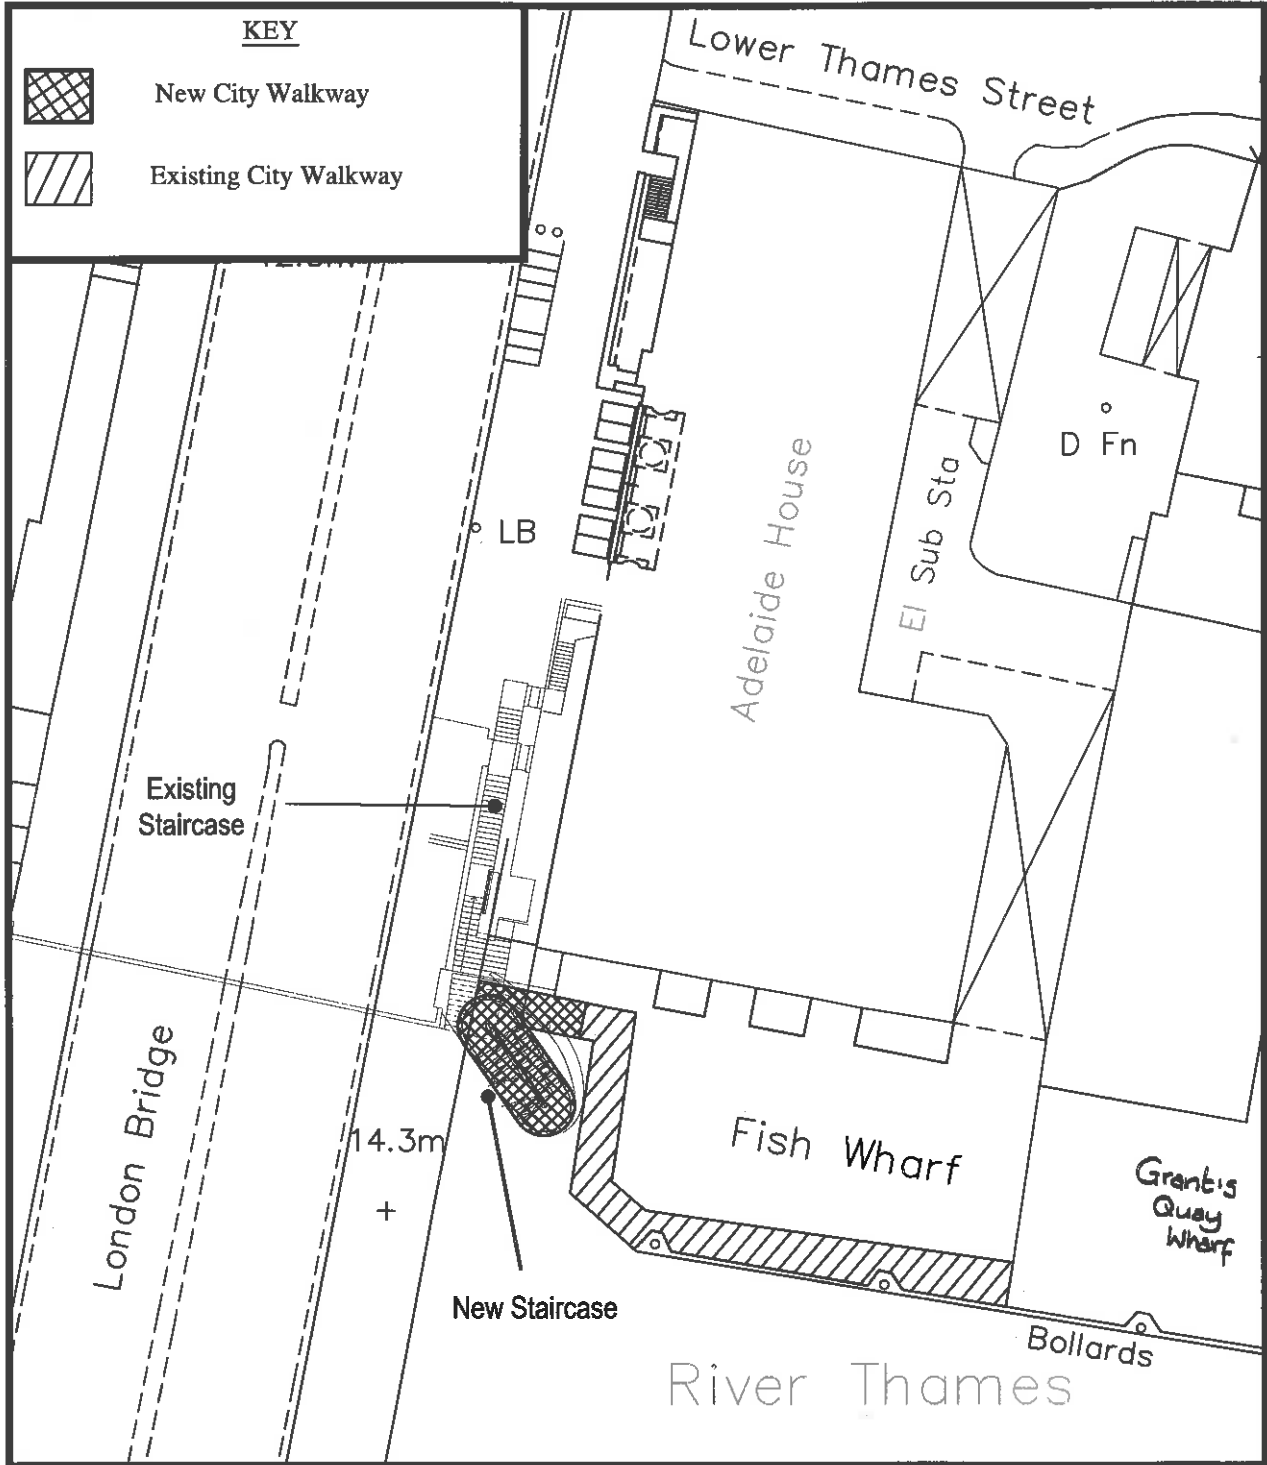 KEY
New City Walkway
Existing City Walkway
Lower Thames Street
D Fn
LB
El Sub Sta
Adelaide House
Existing
Staircase
London Bridge
14.3m
Fish Wharf
Grant's
Quay
Wharf
New Staircase
Bollards
River Thames